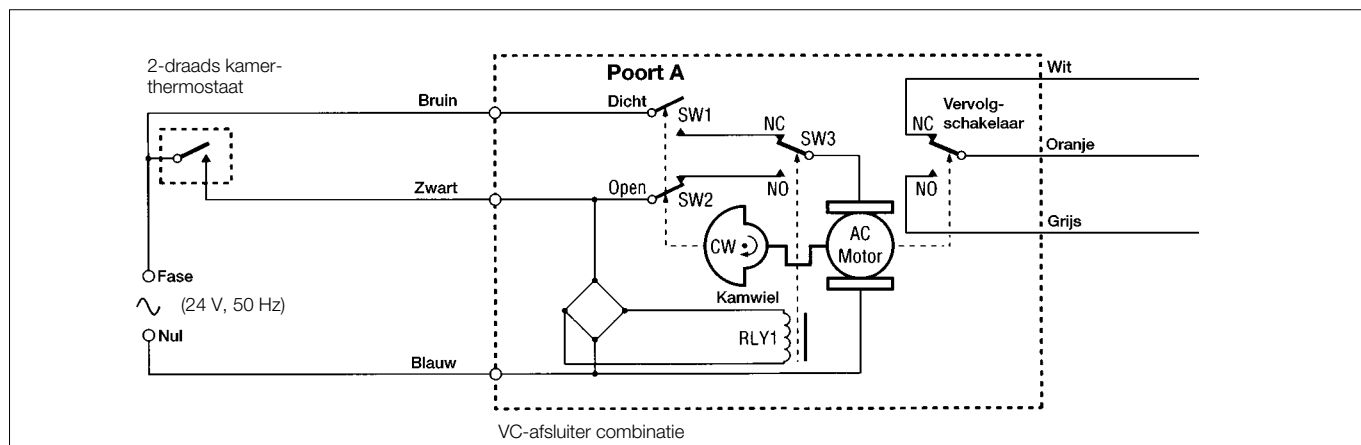 2-draads kamer-
thermostaat
Bruin
Zwart
Fase
(24 V, 50 Hz)
Nul
Blauw
Poort A
Dicht
SW1
NC
SW3
Open
SW2
NO
CW
Kamwiel
AC
Motor
RLY1
Wit
Vervolg-
schakelaar
NC
Oranje
NO
Grijs
VC-afsluiter combinatie